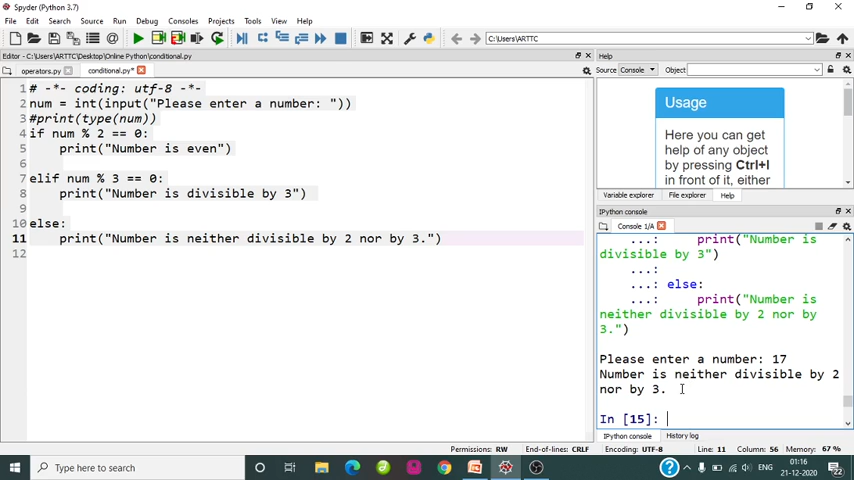 Spyder (Python 3.7)
File Edit Search Source Run Debug Consoles Projects Tools View Help
C:\Users\ARTTC
Editor - C:\Users\ARTTC\Desktop\Online Python\conditional.py
operators.py conditional.py*
1 # -*- coding: utf-8 -*-
2 num = int(input("Please enter a number: "))
3 #print(type(num))
4 if num % 2 == 0:
5 print("Number is even")
6
7 elif num % 3 == 0:
8 print("Number is divisible by 3")
9
10 else:
11 print("Number is neither divisible by 2 nor by 3.")
12
Help
Source Console Object
Usage
Here you can get
help of any object
by pressing Ctrl+I
in front of it, either
Variable explorer File explorer Help
IPython console
Console 1/A
...: print("Number is
divisible by 3")
...:
...: else:
...: print("Number is
neither divisible by 2 nor by
3.")
Please enter a number: 17
Number is neither divisible by 2
nor by 3.
In [15]:
IPython console History log
Permissions: RW End-of-lines: CRLF Encoding: UTF-8 Line: 11 Column: 56 Memory: 67 %
Type here to search
ENG
01:16
21-12-2020
22